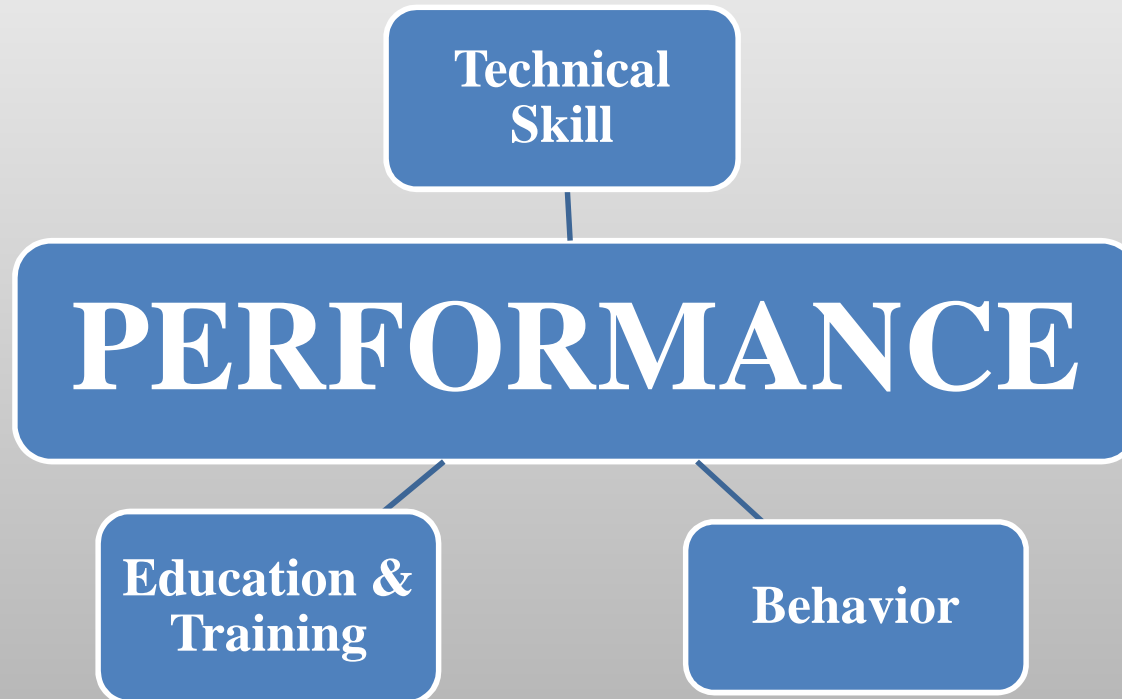 Technical
Skill
PERFORMANCE
Education &
Training
Behavior